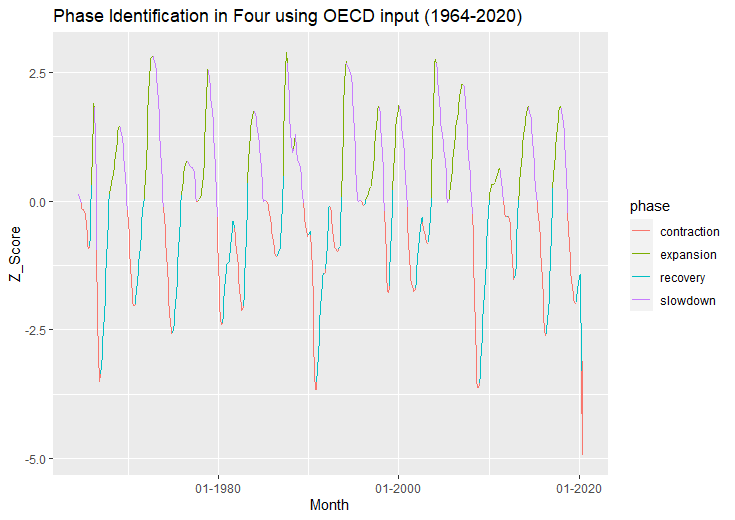 Phase Identification in Four using OECD input (1964-2020)
2.5
0.0
-2.5
-5.0
Z_Score
01-1980
01-2000
01-2020
Month
phase
contraction
expansion
recovery
slowdown